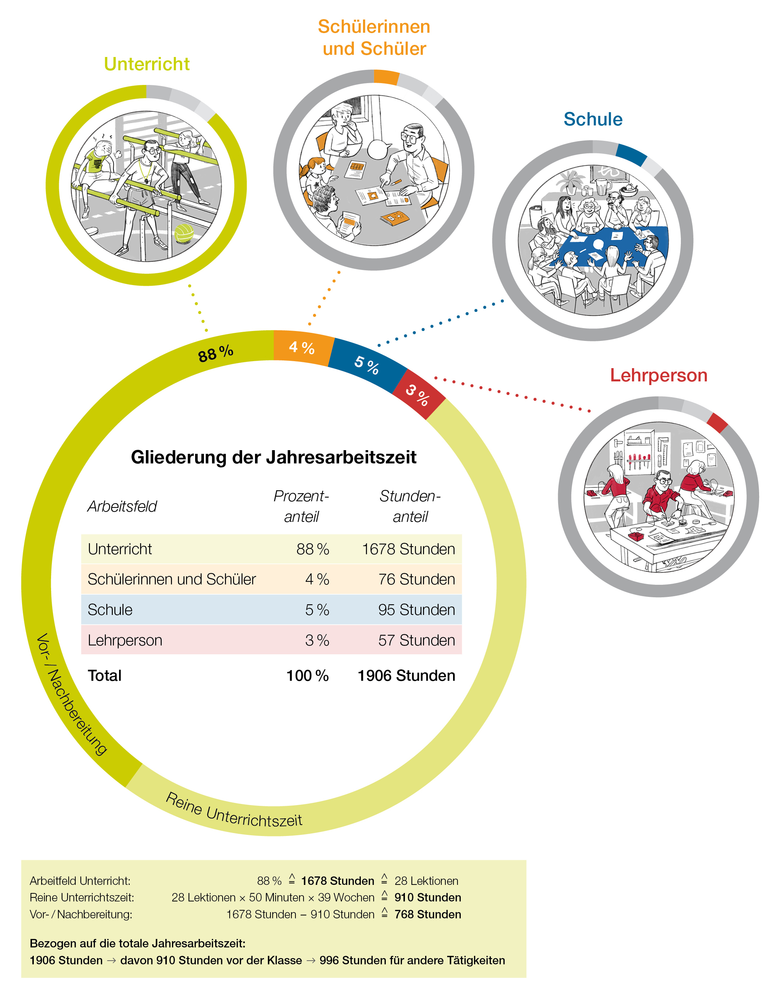 Schülerinnen
und Schüler
Unterricht
Schule
Lehrperson
88 %
4 %
5 %
3 %
Gliederung der Jahresarbeitszeit
Arbeitsfeld Prozent-anteil Stunden-anteil
Unterricht 88 % 1678 Stunden
Schülerinnen und Schüler 4 % 76 Stunden
Schule 5 % 95 Stunden
Lehrperson 3 % 57 Stunden
Total 100 % 1906 Stunden
Vor- / Nachbereitung
Reine Unterrichtszeit
Arbeitfeld Unterricht: 88 % ≙ 1678 Stunden ≙ 28 Lektionen
Reine Unterrichtszeit: 28 Lektionen × 50 Minuten × 39 Wochen ≙ 910 Stunden
Vor- / Nachbereitung: 1678 Stunden – 910 Stunden ≙ 768 Stunden
Bezogen auf die totale Jahresarbeitszeit:
1906 Stunden → davon 910 Stunden vor der Klasse → 996 Stunden für andere Tätigkeiten